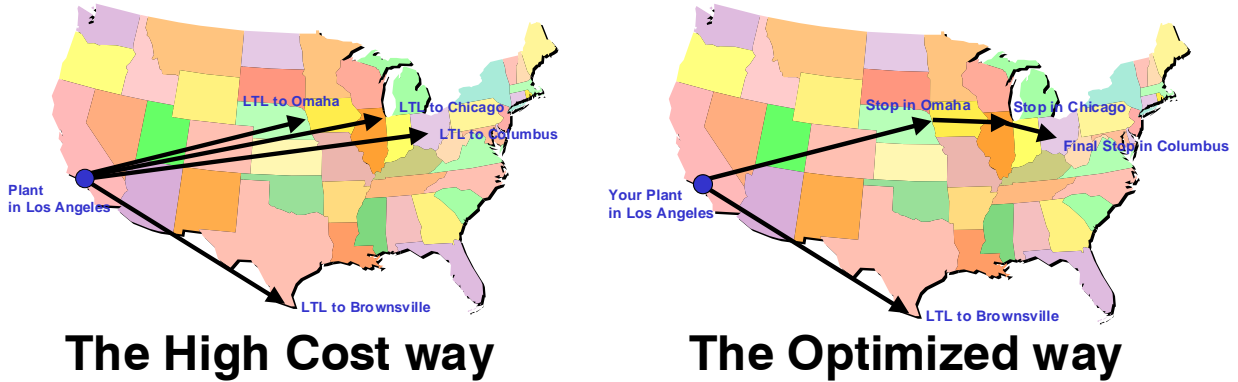 LTL to Omaha
LTL to Chicago
LTL to Columbus
Plant
in Los Angeles
LTL to Brownsville
The High Cost way
Stop in Omaha
Stop in Chicago
Final Stop in Columbus
Your Plant
in Los Angeles
LTL to Brownsville
The Optimized way